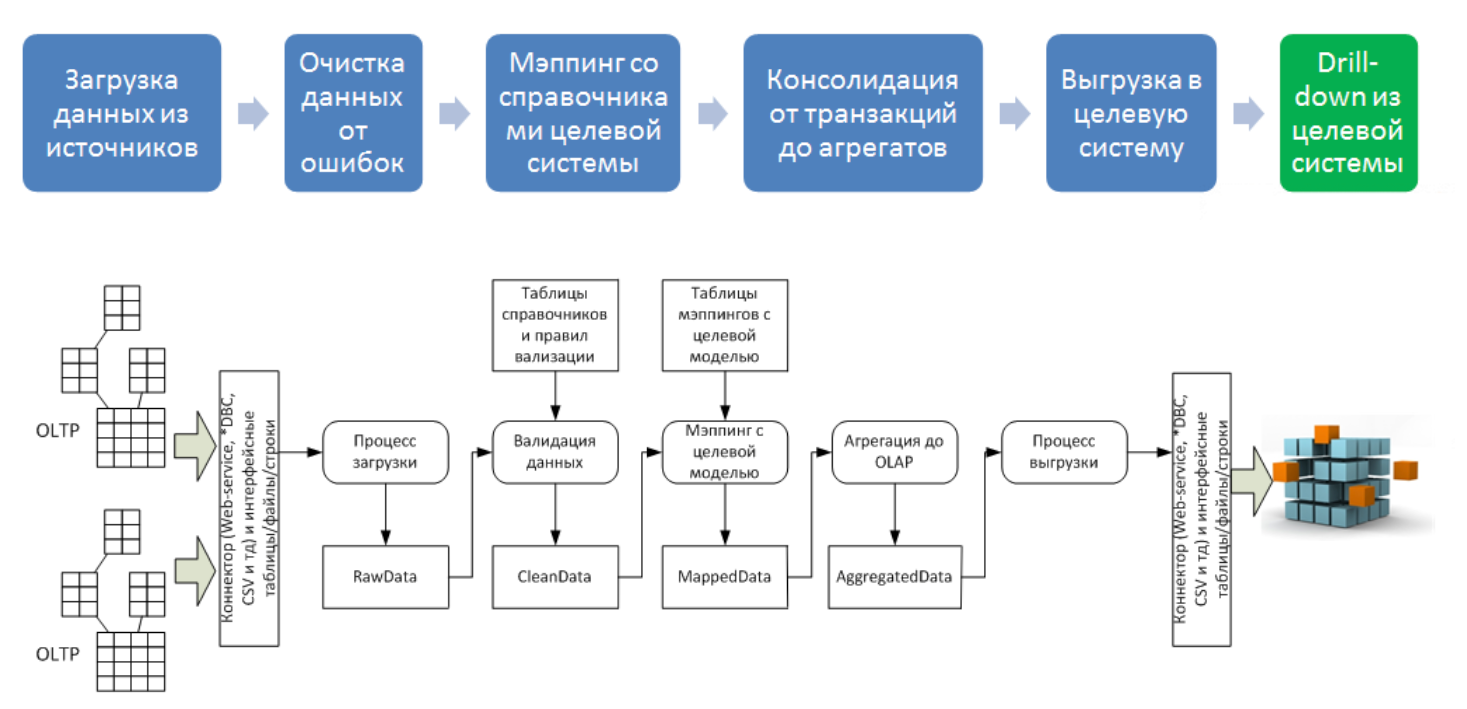 Загрузка
данных из
источников
Очистка
данных
от
ошибок
Мэппинг со
справочника
ми целевой
системы
Консолидация
от транзакций
до агрегатов
Выгрузка в
целевую
систему
Drill-
down из
целевой
системы
OLTP
OLTP
Коннектор (Web-service, *DBC,
CSV и тд) и интерфейсные
таблицы/файлы/строки
Процесс
загрузки
RawData
Таблицы
справочников
и правил
вализации
Валидация
данных
CleanData
Таблицы
мэппингов с
целевой
моделью
Мэппинг с
целевой
моделью
MappedData
Агрегация до
OLAP
AggregatedData
Процесс
выгрузки
Коннектор (Web-service, *DBC,
CSV и тд) и интерфейсные
таблицы/файлы/строки